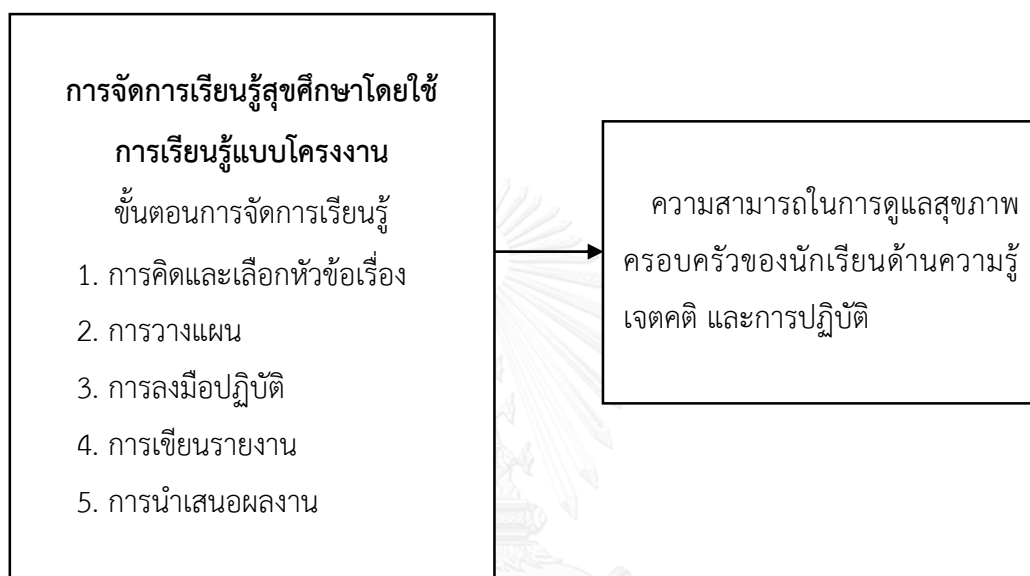 การจัดการเรียนรู้สุขศึกษาโดยใช้
การเรียนรู้แบบโครงงาน
ขั้นตอนการจัดการเรียนรู้
1. การคิดและเลือกหัวข้อเรื่อง
2. การวางแผน
3. การลงมือปฏิบัติ
4. การเขียนรายงาน
5. การนำเสนอผลงาน
ความสามารถในการดูแลสุขภาพ
ครอบครัวของนักเรียนด้านความรู้
เจตคติ และการปฏิบัติ